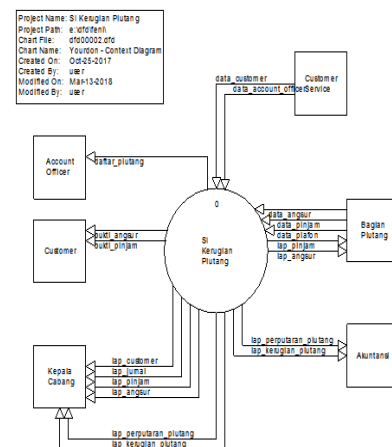 Project Name: SI Kerugian Piutang
Project Path: e:\dfd\feni\
Chart File: dfd00002.dfd
Chart Name: Yourdon - Context Diagram
Created On: Oct-25-2017
Created By: user
Modified On: Mar-13-2018
Modified By: user
Customer
Service
data_customer
data_account_officer
Account
Officer
daftar_piutang
0
SI
Kerugian
Piutang
Customer
bukti_angsur
bukti_pinjam
data_angsur
data_pinjam
data_plafon
lap_pinjam
lap_angsur
Bagian
Piutang
Kepala
Cabang
lap_customer
lap_jurnal
lap_pinjam
lap_angsur
lap_perputaran_piutang
lap_kerugian_piutang
Akuntansi
lap_perputaran_piutang
lap_kerugian_piutang